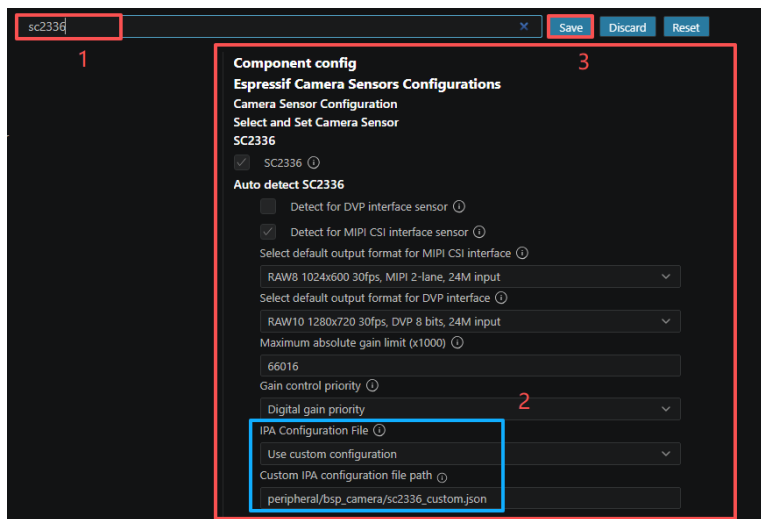 sc2336
Save Discard Reset
1
3
Component config
Espressif Camera Sensors Configurations
Camera Sensor Configuration
Select and Set Camera Sensor
SC2336
SC2336
Auto detect SC2336
Detect for DVP interface sensor
Detect for MIPI CSI interface sensor
Select default output format for MIPI CSI interface
RAW8 1024x600 30fps, MIPI 2-lane, 24M input
Select default output format for DVP interface
RAW10 1280x720 30fps, DVP 8 bits, 24M input
Maximum absolute gain limit (x1000)
66016
Gain control priority
Digital gain priority
2
IPA Configuration File
Use custom configuration
Custom IPA configuration file path
peripheral/bsp_camera/sc2336_custom.json